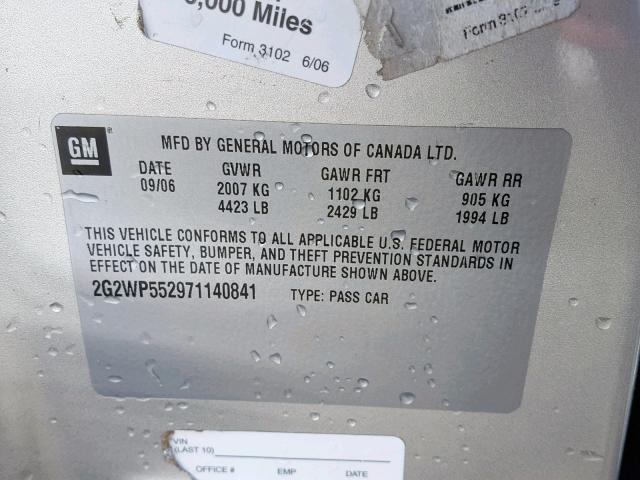 ,000 Miles
Form 3102 6/06
Form
GM
MFD BY GENERAL MOTORS OF CANADA LTD.
DATE GVWR GAWR FRT GAWR RR
09/06 2007 KG 1102 KG 905 KG
4423 LB 2429 LB 1994 LB
THIS VEHICLE CONFORMS TO ALL APPLICABLE U.S. FEDERAL MOTOR
VEHICLE SAFETY, BUMPER, AND THEFT PREVENTION STANDARDS IN
EFFECT ON THE DATE OF MANUFACTURE SHOWN ABOVE.
2G2WP552971140841 TYPE: PASS CAR
VIN
(LAST 10)
OFFICE # EMP DATE